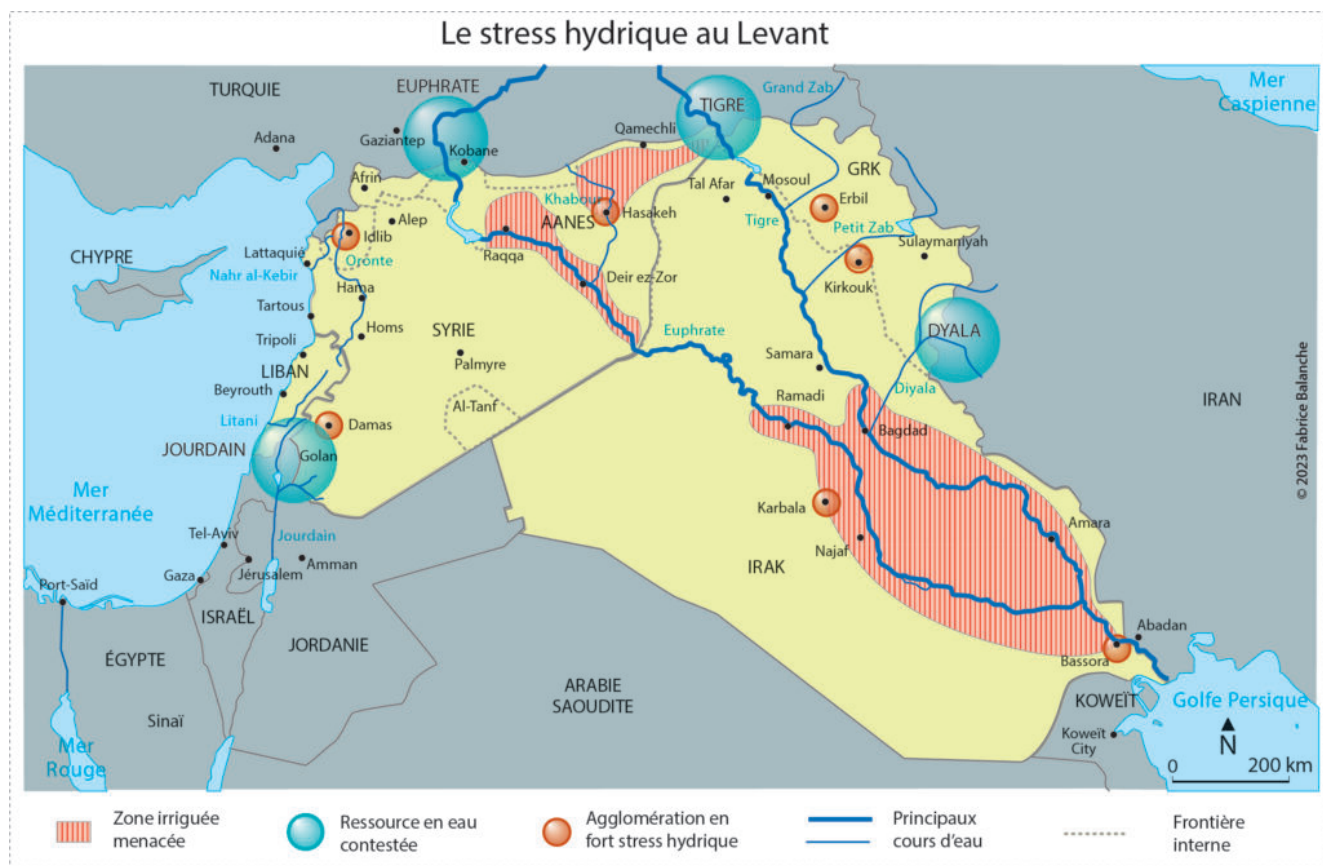 Le stress hydrique au Levant
TURQUIE
EUPHRATE
TIGRE
Grand Zab
Mer
Caspienne
Adana
Gaziantep
Kobane
Qamechli
Afrin
Alep
Khabour
AANES
Hasakeh
Tal Afar
Mosoul
GRK
Erbil
Tigre
Petit Zab
Sulaymaniyah
Idlib
Lattaquié
Oronte
Nahr al-Kebir
CHYPRE
Raqqa
Deir ez-Zor
Kirkouk
Hama
Tartous
Homs
SYRIE
Euphrate
DYALA
Tripoli
Palmyre
Samara
LIBAN
Beyrouth
Al-Tanf
Ramadi
Diyala
IRAN
Litani
Damas
Bagdad
JOURDAIN
Golan
Mer
Méditerranée
Karbala
Amara
Tel-Aviv
Jourdain
Najaf
Gaza
Jérusalem
Amman
IRAK
Port-Saïd
ISRAËL
JORDANIE
Abadan
Bassora
ÉGYPTE
ARABIE
SAOUDITE
Sinaï
KOWEÏT
Golfe Persique
Koweït
City
N
Mer
Rouge
0
200 km
© 2023 Fabrice Balanche
Zone irriguée
menacée
Ressource en eau
contestée
Agglomération en
fort stress hydrique
Principaux
cours d'eau
Frontière
interne